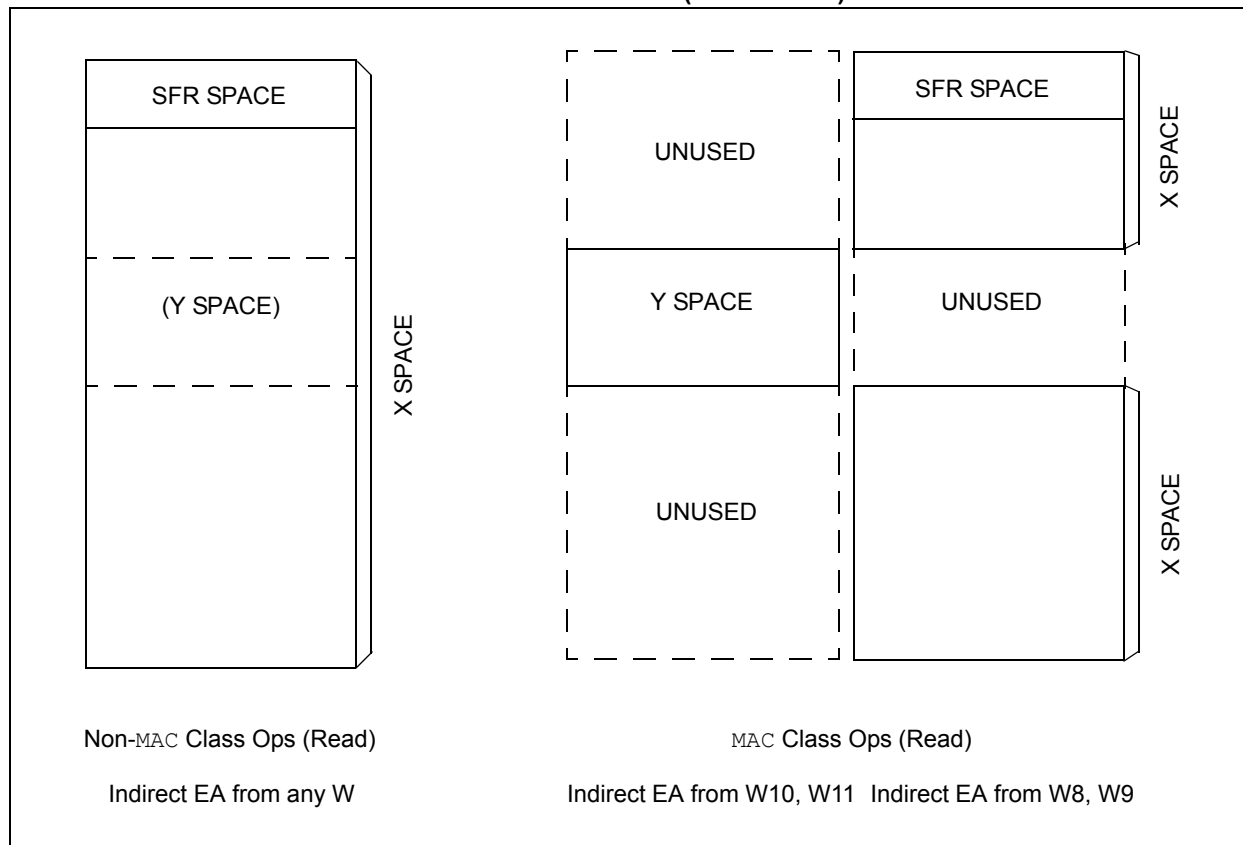 SFR SPACE
(Y SPACE)
X SPACE
UNUSED
Y SPACE
UNUSED
SFR SPACE
UNUSED
X SPACE
X SPACE
Non-MAC Class Ops (Read)
MAC Class Ops (Read)
Indirect EA from any W
Indirect EA from W10, W11
Indirect EA from W8, W9